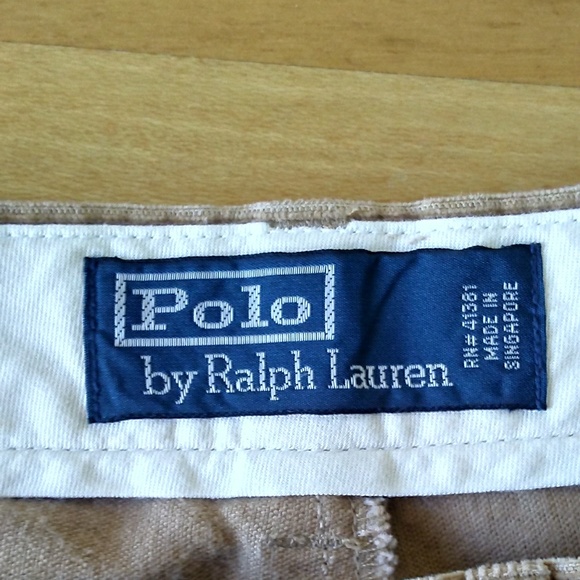 Polo
by Ralph Lauren
RN# 41381
MADE IN
SINGAPORE